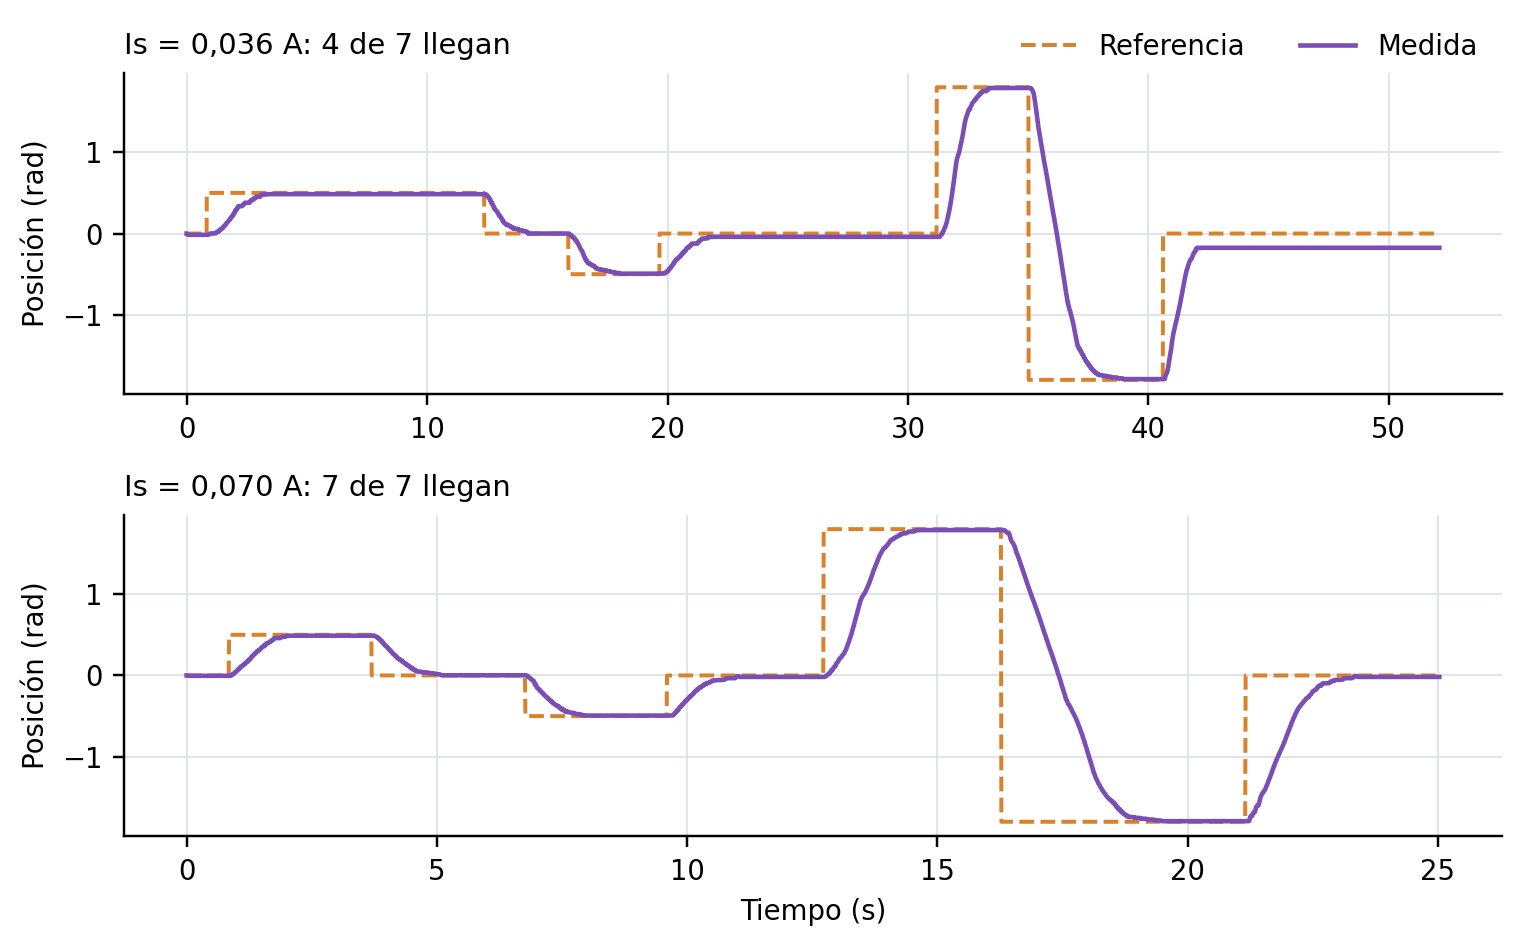 Is = 0,036 A: 4 de 7 llegan
Referencia
Medida
Posición (rad)
1
0
−1
0 10 20 30 40 50
Is = 0,070 A: 7 de 7 llegan
Posición (rad)
1
0
−1
0 5 10 15 20 25
Tiempo (s)